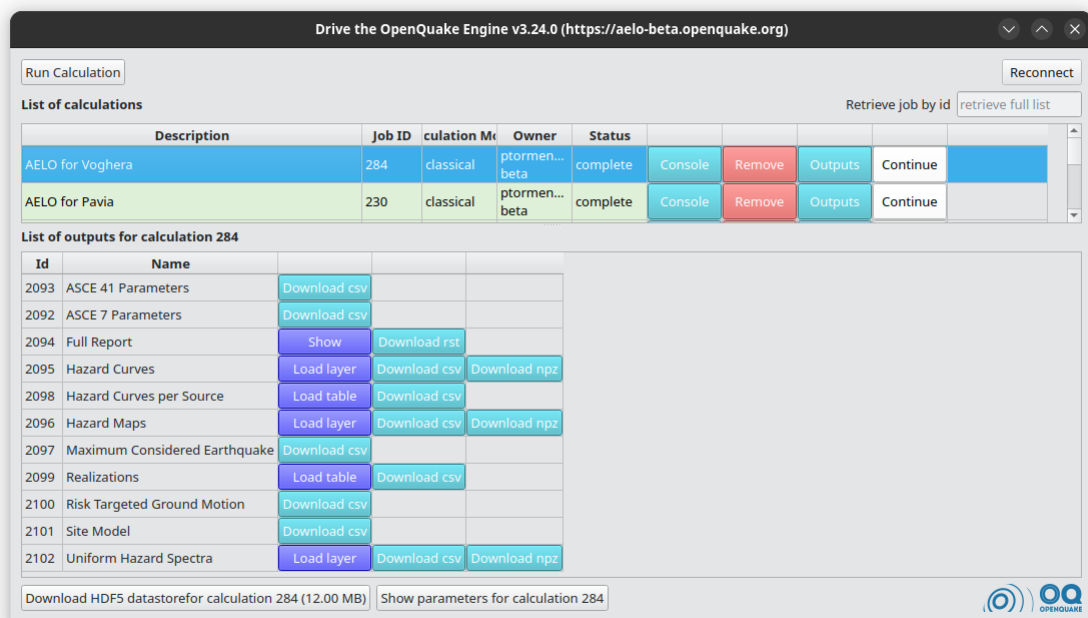 Drive the OpenQuake Engine v3.24.0 (https://aelo-beta.openquake.org)
Run Calculation Reconnect
List of calculations Retrieve job by id retrieve full list
Description Job ID culation Mo Owner Status
AELO for Voghera 284 classical ptormen... beta complete Console Remove Outputs Continue
AELO for Pavia 230 classical ptormen... beta complete Console Remove Outputs Continue
List of outputs for calculation 284
Id Name
2093 ASCE 41 Parameters Download csv
2092 ASCE 7 Parameters Download csv
2094 Full Report Show Download rst
2095 Hazard Curves Load layer Download csv Download npz
2098 Hazard Curves per Source Load table Download csv
2096 Hazard Maps Load layer Download csv Download npz
2097 Maximum Considered Earthquake Download csv
2099 Realizations Load table Download csv
2100 Risk Targeted Ground Motion Download csv
2101 Site Model Download csv
2102 Uniform Hazard Spectra Load layer Download csv Download npz
Download HDF5 datastorefor calculation 284 (12.00 MB) Show parameters for calculation 284
OQ
OPENQUAKE